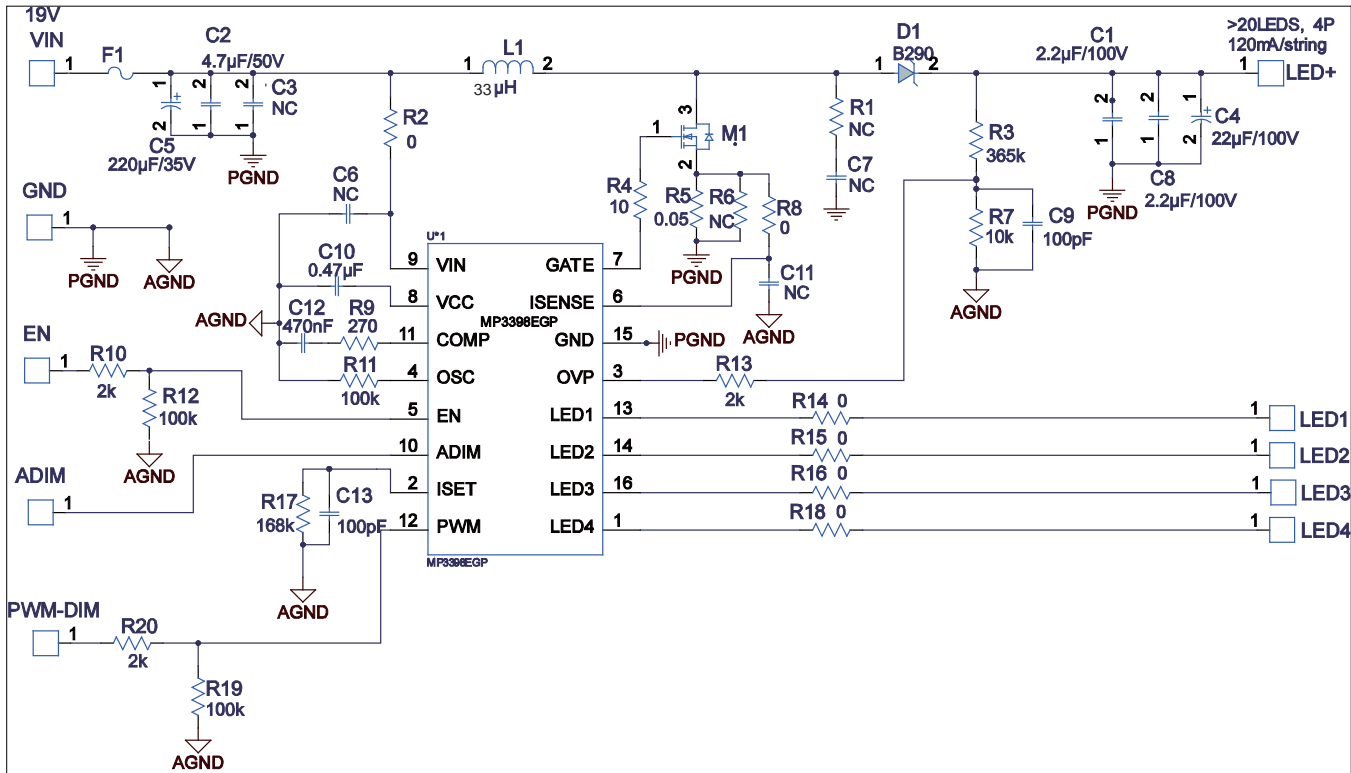 19V
VIN
1
F1
C2
4.7µF/50V
1
2
2
1
2
1
C3
NC
C5
220µF/35V
PGND
R2
0
1
L1
2
33 µH
3
1
M1
2
R4
10
R5
0.05
R6
NC
R8
0
PGND
C11
NC
AGND
R1
NC
C7
NC
D1
B290
1
2
C1
2.2µF/100V
>20LEDS, 4P
120mA/string
1
LED+
R3
365k
2
1
2
1
1
2
C4
22µF/100V
C8
2.2µF/100V
PGND
R7
10k
C9
100pF
AGND
GND
1
PGND
AGND
C6
NC
C10
0.47µF
AGND
C12
470nF
R9
270
R11
100k
U*1
9
VIN
GATE
7
8
VCC
ISENSE
6
MP3398EGP
11
COMP
GND
15
PGND
4
OSC
OVP
3
R13
2k
5
EN
LED1
13
R14 0
1
LED1
10
ADIM
LED2
14
R15 0
1
LED2
2
ISET
LED3
16
R16 0
1
LED3
12
PWM
LED4
1
R18 0
1
LED4
MP3398EGP
EN
1
R10
2k
R12
100k
AGND
ADIM
1
R17
168k
C13
100pF
AGND
PWM-DIM
1
R20
2k
R19
100k
AGND